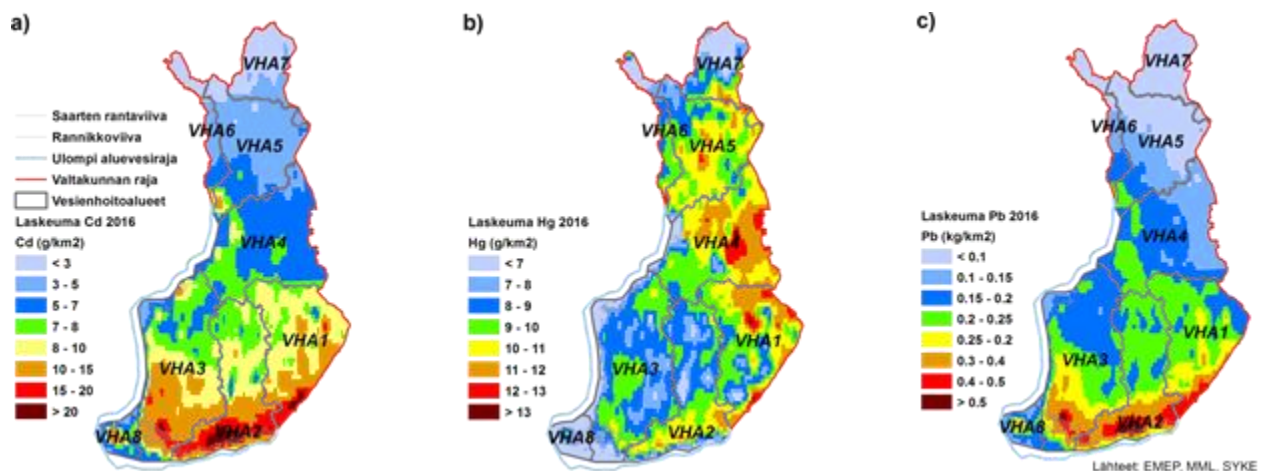 a)
VHA7
VHA6
VHA5
VHA4
VHA1
VHA3
VHA2
VHA8
Saarten rantaviiva
Rannikkoviiva
Ulompi aluevesiraja
Valtakunnan raja
Vesienhoitoalueet
Laskeuma Cd 2016
Cd (g/km2)
< 3
3 - 5
5 - 7
7 - 8
8 - 10
10 - 15
15 - 20
> 20
b)
VHA7
VHA6
VHA5
VHA4
VHA1
VHA3
VHA2
VHA8
Laskeuma Hg 2016
Hg (g/km2)
< 7
7 - 8
8 - 9
9 - 10
10 - 11
11 - 12
12 - 13
> 13
c)
VHA7
VHA6
VHA5
VHA4
VHA1
VHA3
VHA2
VHA8
Laskeuma Pb 2016
Pb (kg/km2)
< 0.1
0.1 - 0.15
0.15 - 0.2
0.2 - 0.25
0.25 - 0.2
0.3 - 0.4
0.4 - 0.5
> 0.5
Lähteet: EMEP, MML, SYKE